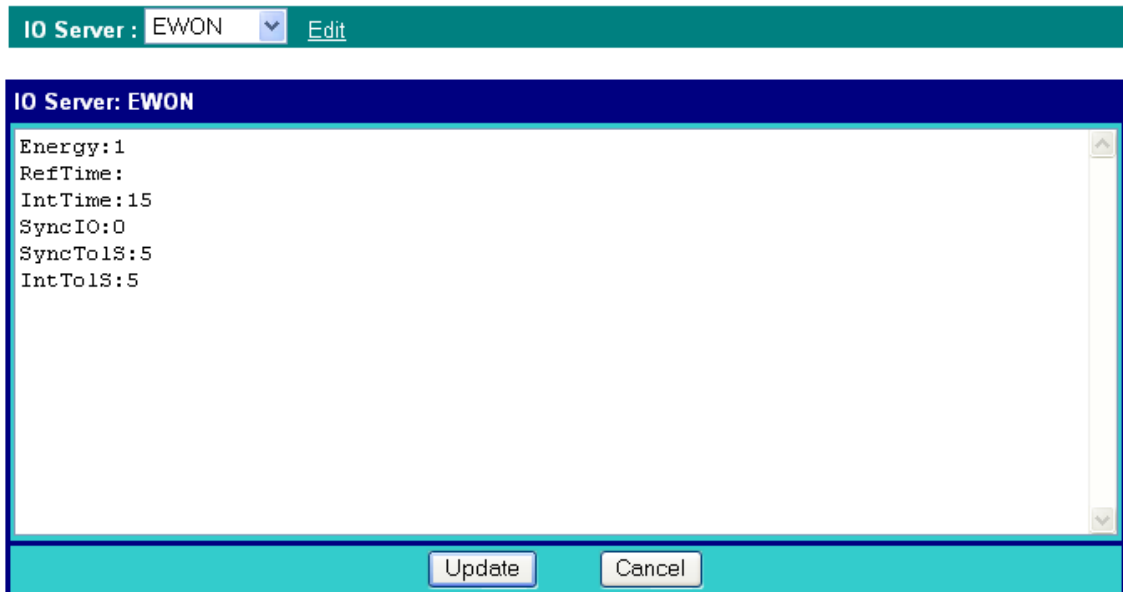 IO Server : EWON Edit
IO Server: EWON
Energy:1
RefTime:
IntTime:15
SyncIO:0
SyncTolS:5
IntTolS:5
Update Cancel